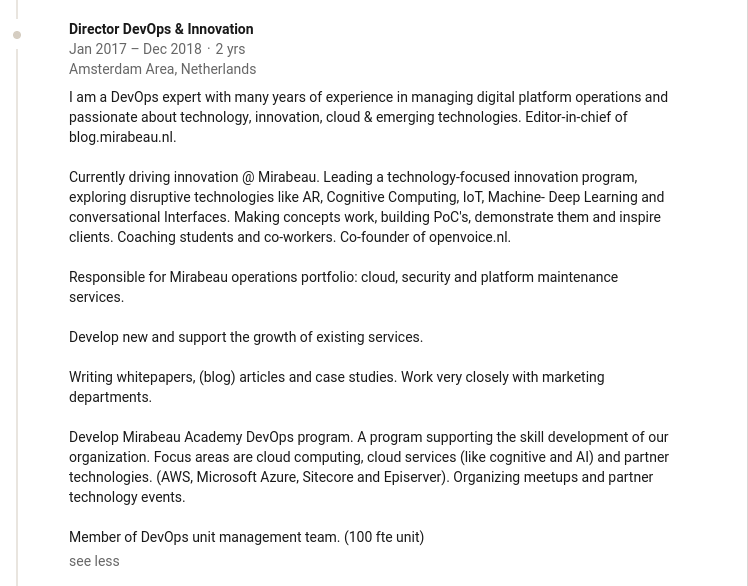 Director DevOps & Innovation
Jan 2017 – Dec 2018 · 2 yrs
Amsterdam Area, Netherlands
I am a DevOps expert with many years of experience in managing digital platform operations and
passionate about technology, innovation, cloud & emerging technologies. Editor-in-chief of
blog.mirabeau.nl.
Currently driving innovation @ Mirabeau. Leading a technology-focused innovation program,
exploring disruptive technologies like AR, Cognitive Computing, IoT, Machine- Deep Learning and
conversational Interfaces. Making concepts work, building PoC's, demonstrate them and inspire
clients. Coaching students and co-workers. Co-founder of openvoice.nl.
Responsible for Mirabeau operations portfolio: cloud, security and platform maintenance
services.
Develop new and support the growth of existing services.
Writing whitepapers, (blog) articles and case studies. Work very closely with marketing
departments.
Develop Mirabeau Academy DevOps program. A program supporting the skill development of our
organization. Focus areas are cloud computing, cloud services (like cognitive and AI) and partner
technologies. (AWS, Microsoft Azure, Sitecore and Episerver). Organizing meetups and partner
technology events.
Member of DevOps unit management team. (100 fte unit)
see less